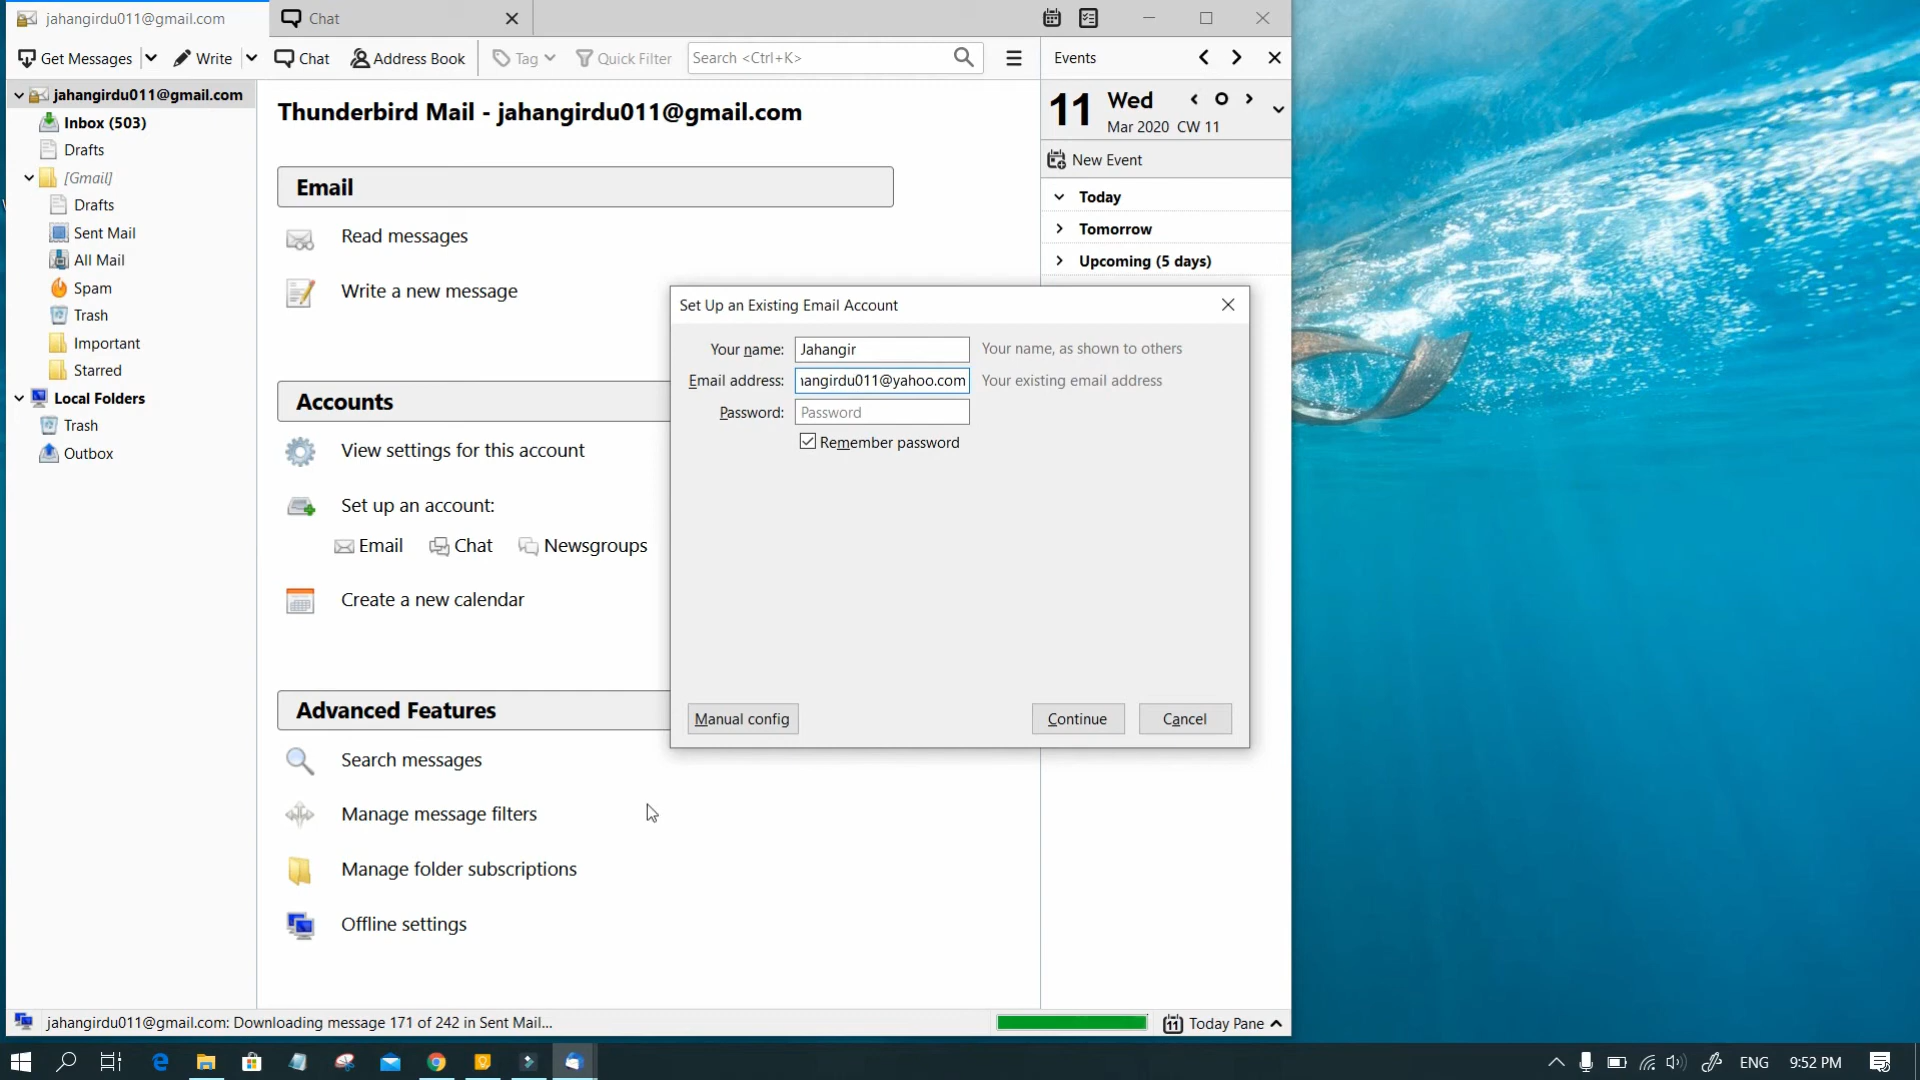 jahangirdu011@gmail.com
Chat
Get Messages
Write
Chat
Address Book
Tag
Quick Filter
Search <Ctrl+K>
Events
jahangirdu011@gmail.com
Inbox (503)
Drafts
[Gmail]
Drafts
Sent Mail
All Mail
Spam
Trash
Important
Starred
Local Folders
Trash
Outbox
Thunderbird Mail - jahangirdu011@gmail.com
Email
Read messages
Write a new message
Accounts
View settings for this account
Set up an account:
Email
Chat
Newsgroups
Create a new calendar
Advanced Features
Search messages
Manage message filters
Manage folder subscriptions
Offline settings
Set Up an Existing Email Account
Your name: Jahangir Your name, as shown to others
Email address: angirdu011@yahoo.com Your existing email address
Password: Password
Remember password
Manual config
Continue
Cancel
11 Wed
Mar 2020 CW 11
New Event
Today
Tomorrow
Upcoming (5 days)
jahangirdu011@gmail.com: Downloading message 171 of 242 in Sent Mail...
11 Today Pane
ENG
9:52 PM